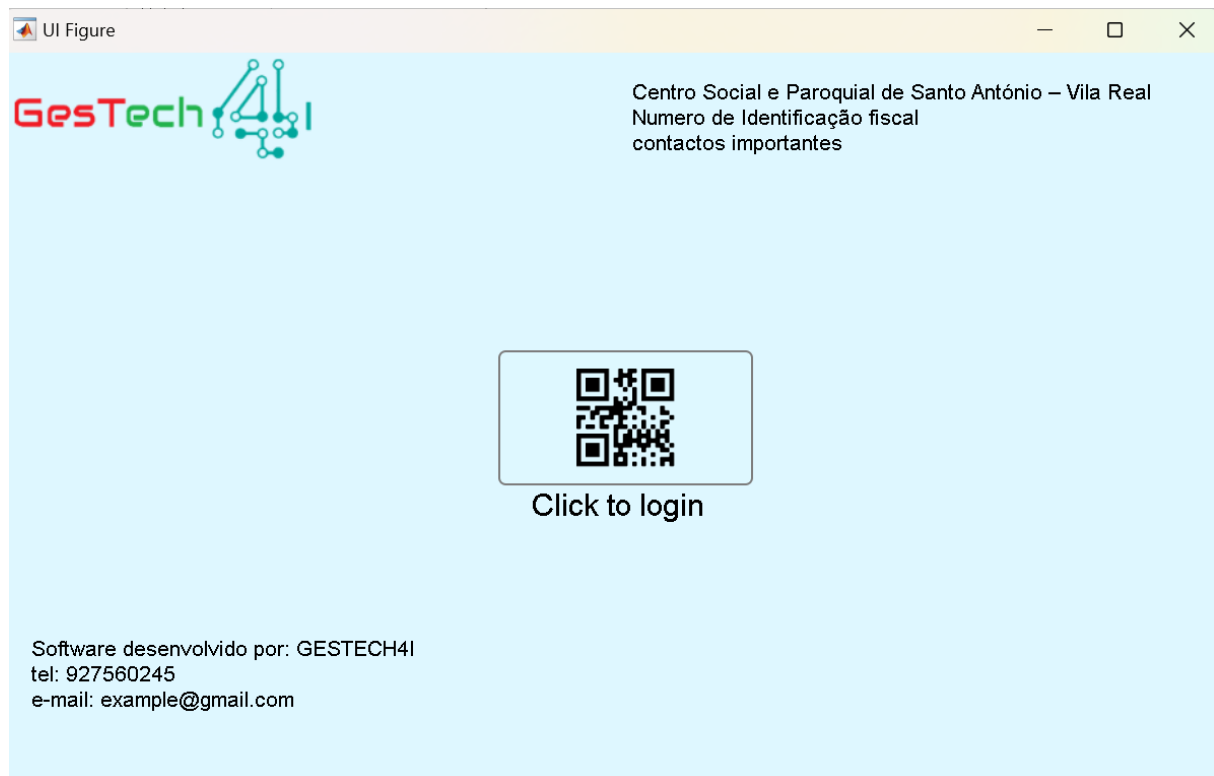 UI Figure
GesTech4I
Centro Social e Paroquial de Santo António – Vila Real
Numero de Identificação fiscal
contactos importantes
Click to login
Software desenvolvido por: GESTECH4I
tel: 927560245
e-mail: example@gmail.com